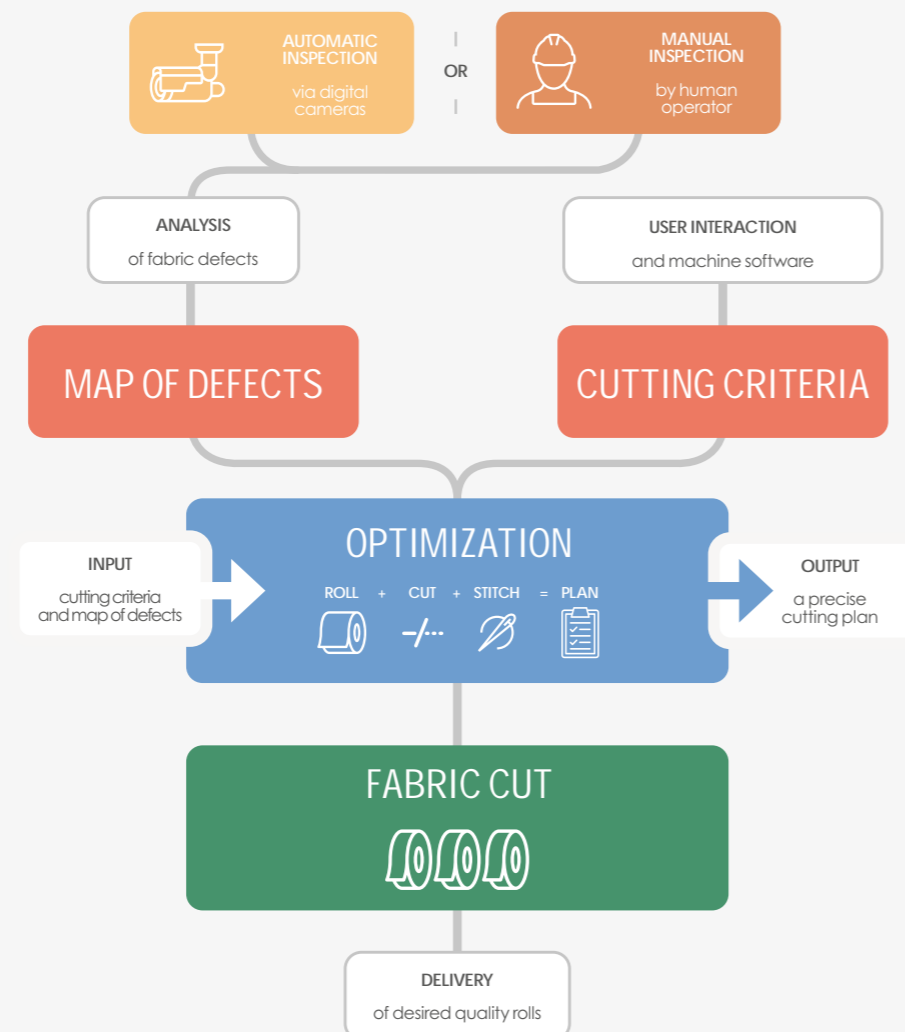 AUTOMATIC
INSPECTION
via digital
cameras
OR
MANUAL
INSPECTION
by human
operator
ANALYSIS
of fabric defects
USER INTERACTION
and machine software
MAP OF DEFECTS
CUTTING CRITERIA
OPTIMIZATION
INPUT
cutting criteria
and map of defects
ROLL + CUT + STITCH = PLAN
OUTPUT
a precise
cutting plan
FABRIC CUT
DELIVERY
of desired quality rolls